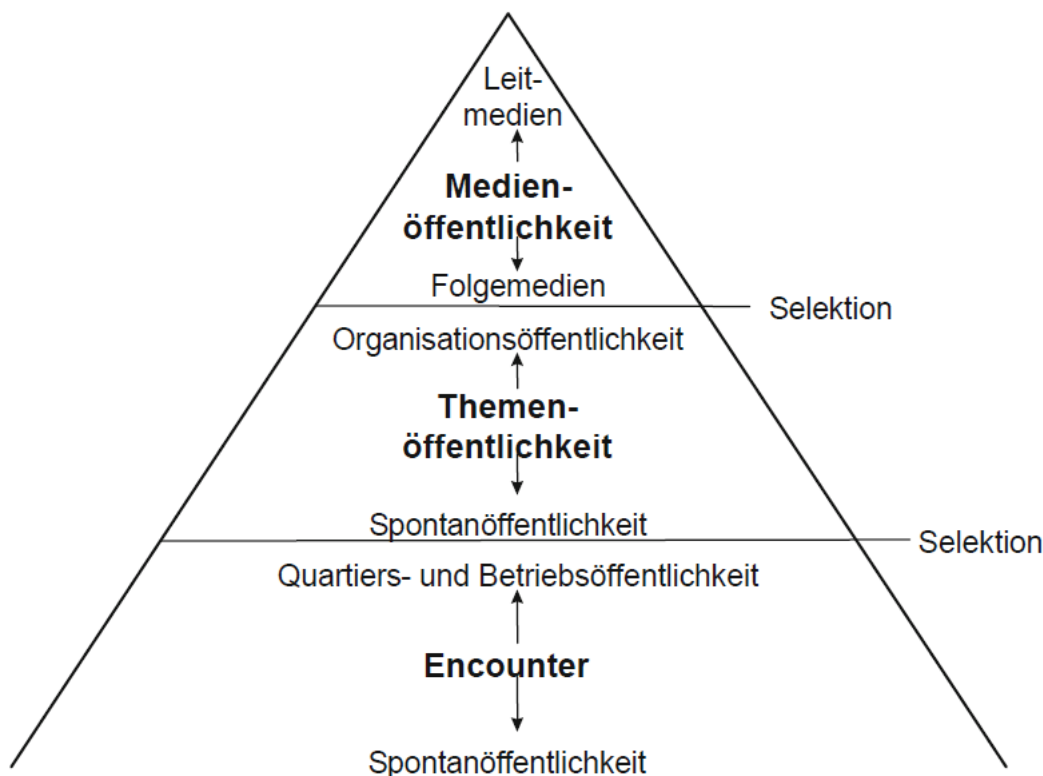 Leit-
medien
Medien-
öffentlichkeit
Folgemedien
Selektion
Organisationsöffentlichkeit
Themen-
öffentlichkeit
Spontanöffentlichkeit
Selektion
Quartiers- und Betriebsöffentlichkeit
Encounter
Spontanöffentlichkeit